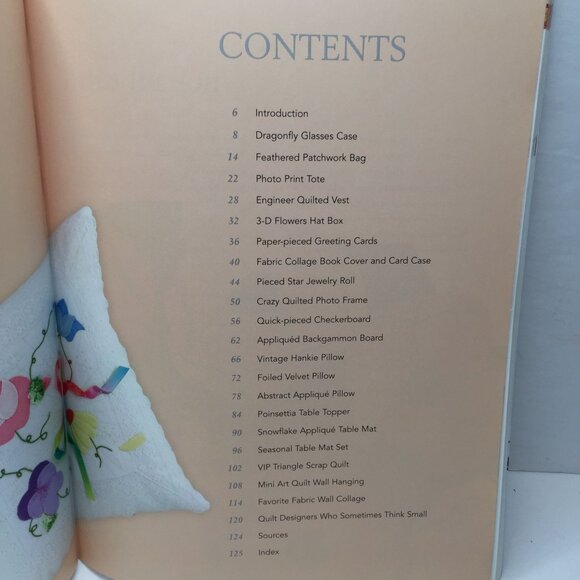 CONTENTS
6 Introduction
8 Dragonfly Glasses Case
14 Feathered Patchwork Bag
22 Photo Print Tote
28 Engineer Quilted Vest
32 3-D Flowers Hat Box
36 Paper-pieced Greeting Cards
40 Fabric Collage Book Cover and Card Case
44 Pieced Star Jewelry Roll
50 Crazy Quilted Photo Frame
56 Quick-pieced Checkerboard
62 Appliquéd Backgammon Board
66 Vintage Hankie Pillow
72 Foiled Velvet Pillow
78 Abstract Appliqué Pillow
84 Poinsettia Table Topper
90 Snowflake Appliqué Table Mat
96 Seasonal Table Mat Set
102 VIP Triangle Scrap Quilt
108 Mini Art Quilt Wall Hanging
114 Favorite Fabric Wall Collage
120 Quilt Designers Who Sometimes Think Small
124 Sources
125 Index